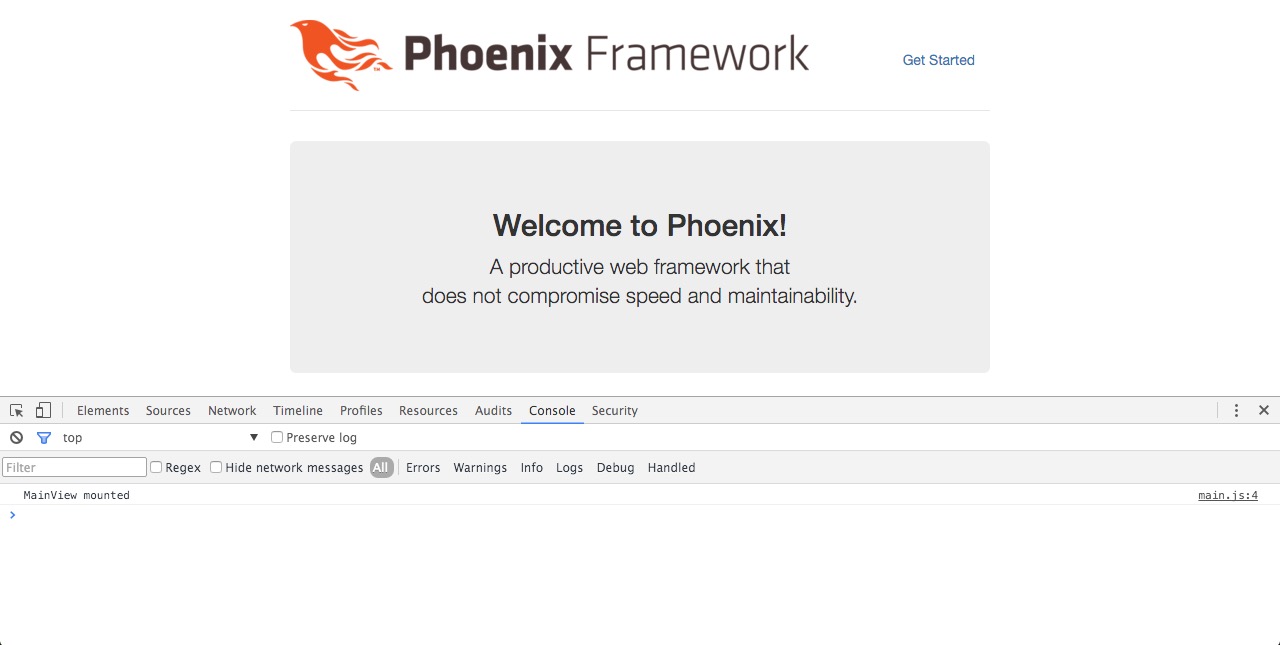 Phoenix Framework
Get Started
Welcome to Phoenix!
A productive web framework that
does not compromise speed and maintainability.
Elements Sources Network Timeline Profiles Resources Audits Console Security
top Preserve log
Filter Regex Hide network messages All Errors Warnings Info Logs Debug Handled
MainView mounted main.js:4